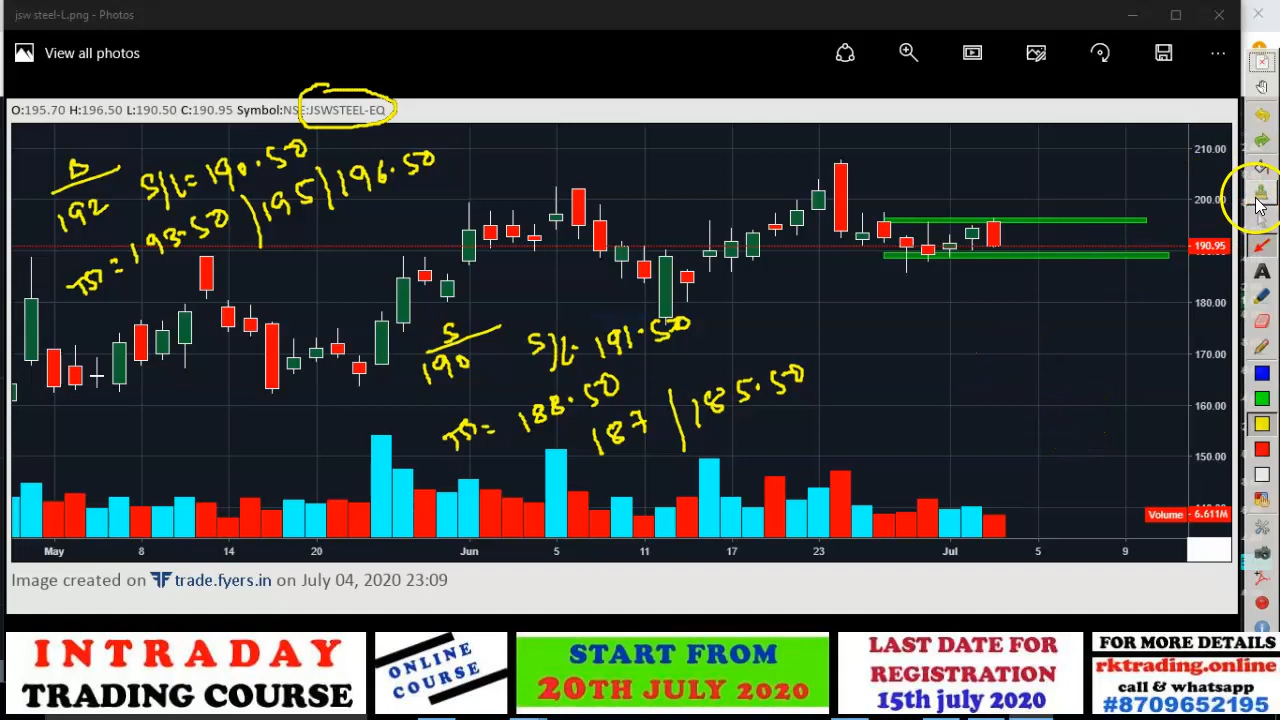 jsw steel-L.png - Photos
View all photos
O:195.70 H:196.50 L:190.50 C:190.95 Symbol:NSE:JSWSTEEL-EQ
B
192
S/L = 190.50
= 193.50 / 195 / 196.50
S
190
S/L = 191.50
= 188.50
187 / 185.50
210.00
200.00
190.95
180.00
170.00
160.00
150.00
Volume 6.611M
May 8 14 20 Jun 5 11 17 23 Jul 5 9
Image created on trade.fyers.in on July 04, 2020 23:09
INTRADAY
TRADING COURSE
ONLINE
COURSE
START FROM
20TH JULY 2020
LAST DATE FOR
REGISTRATION
15th july 2020
FOR MORE DETAILS
rktrading.online
call & whatsapp
#8709652195